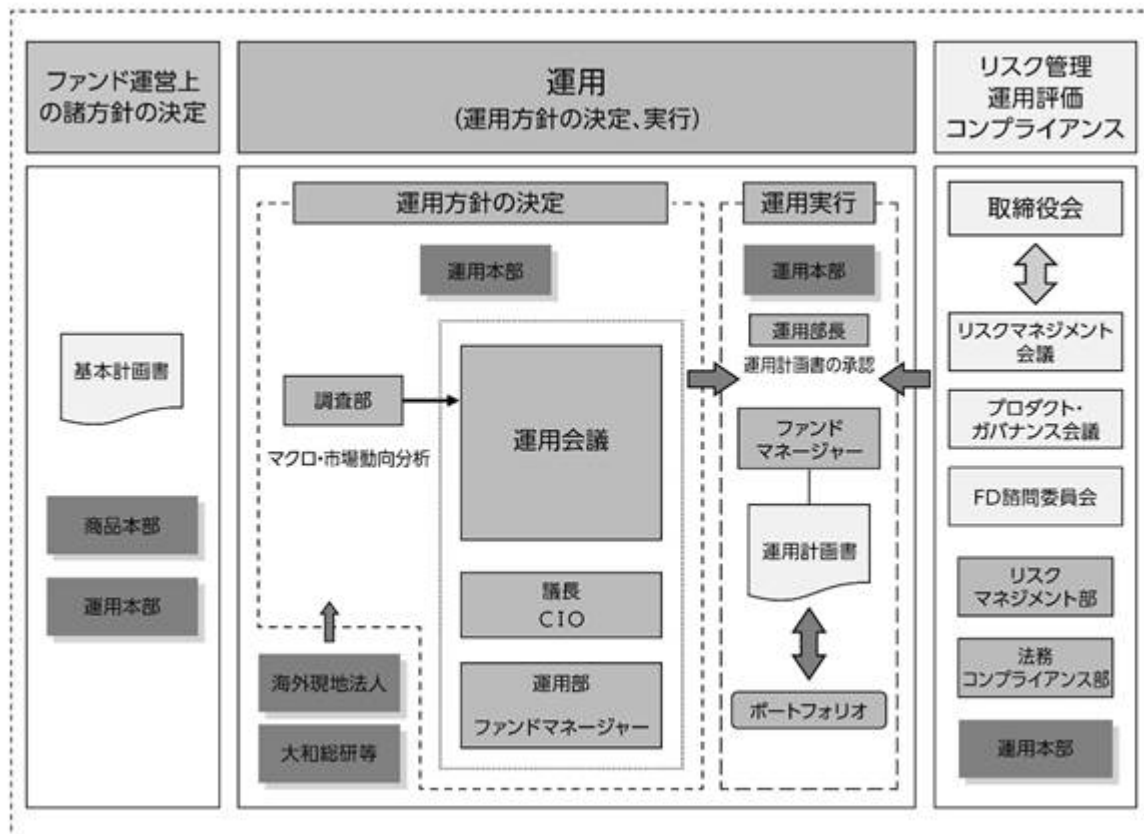 ファンド運営上
の諸方針の決定
運用
(運用方針の決定、実行)
リスク管理
運用評価
コンプライアンス
基本計画書
商品本部
運用本部
運用方針の決定
運用本部
調査部
マクロ・市場動向分析
運用会議
議長
CIO
運用部
ファンドマネージャー
海外現地法人
大和総研等
運用実行
運用本部
運用部長
運用計画書の承認
ファンド
マネージャー
運用計画書
ポートフォリオ
取締役会
リスクマネジメント
会議
プロダクト・
ガバナンス会議
FD諮問委員会
リスク
マネジメント部
法務
コンプライアンス部
運用本部